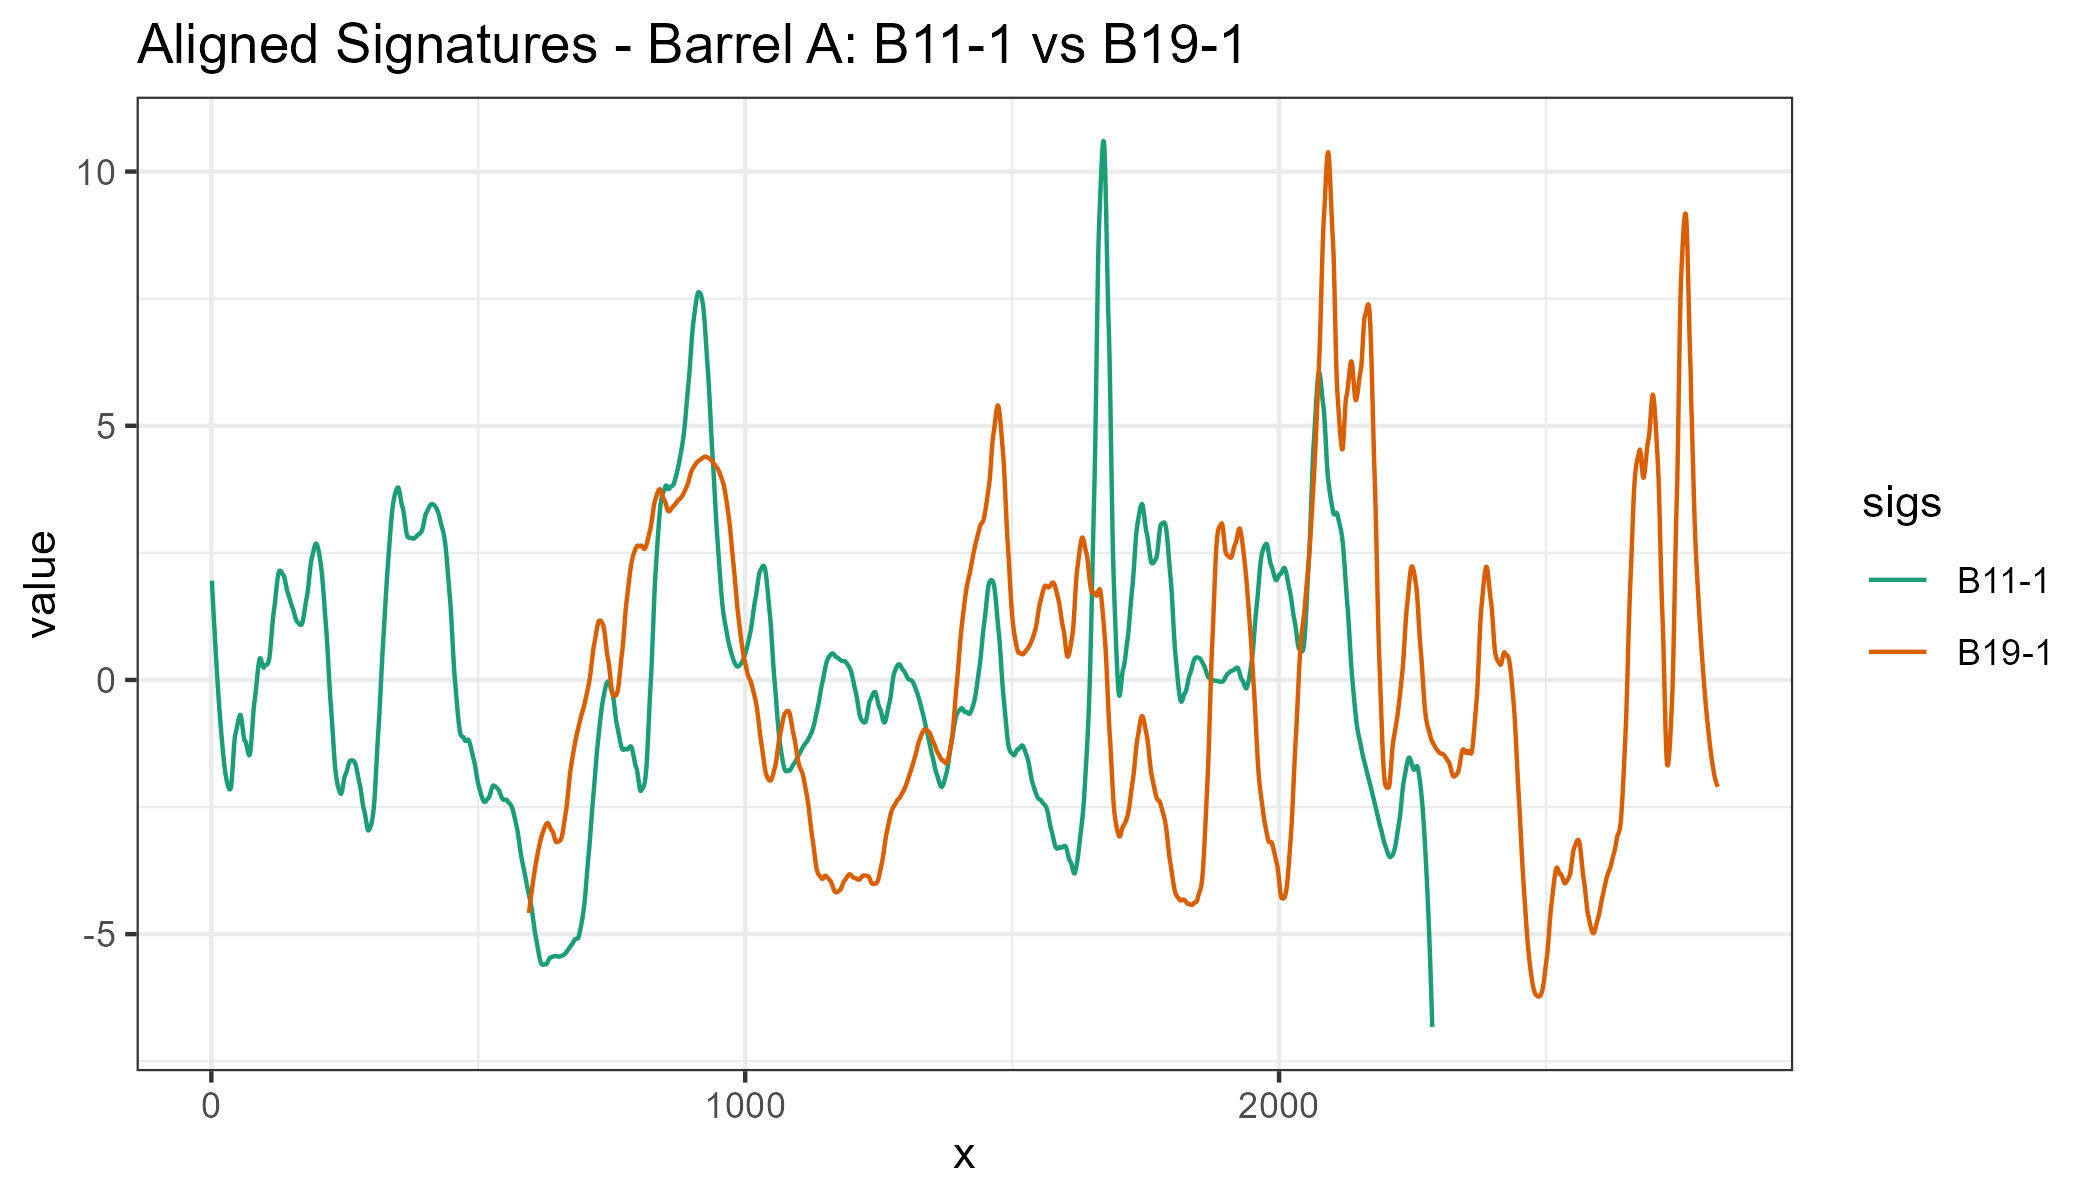 Aligned Signatures - Barrel A: B11-1 vs B19-1
10
5
0
-5
value
0 1000 2000
x
sigs
B11-1
B19-1